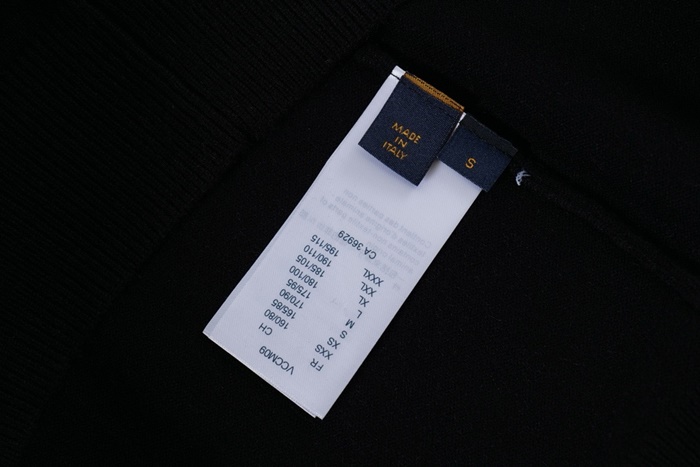 MADE
IN
ITALY
S
VCCM09
FR CH
XXS 160/80
XS 165/85
S 170/90
M 175/95
L 180/100
XL 185/105
XXL 190/110
XXXL 195/115
CA 36929